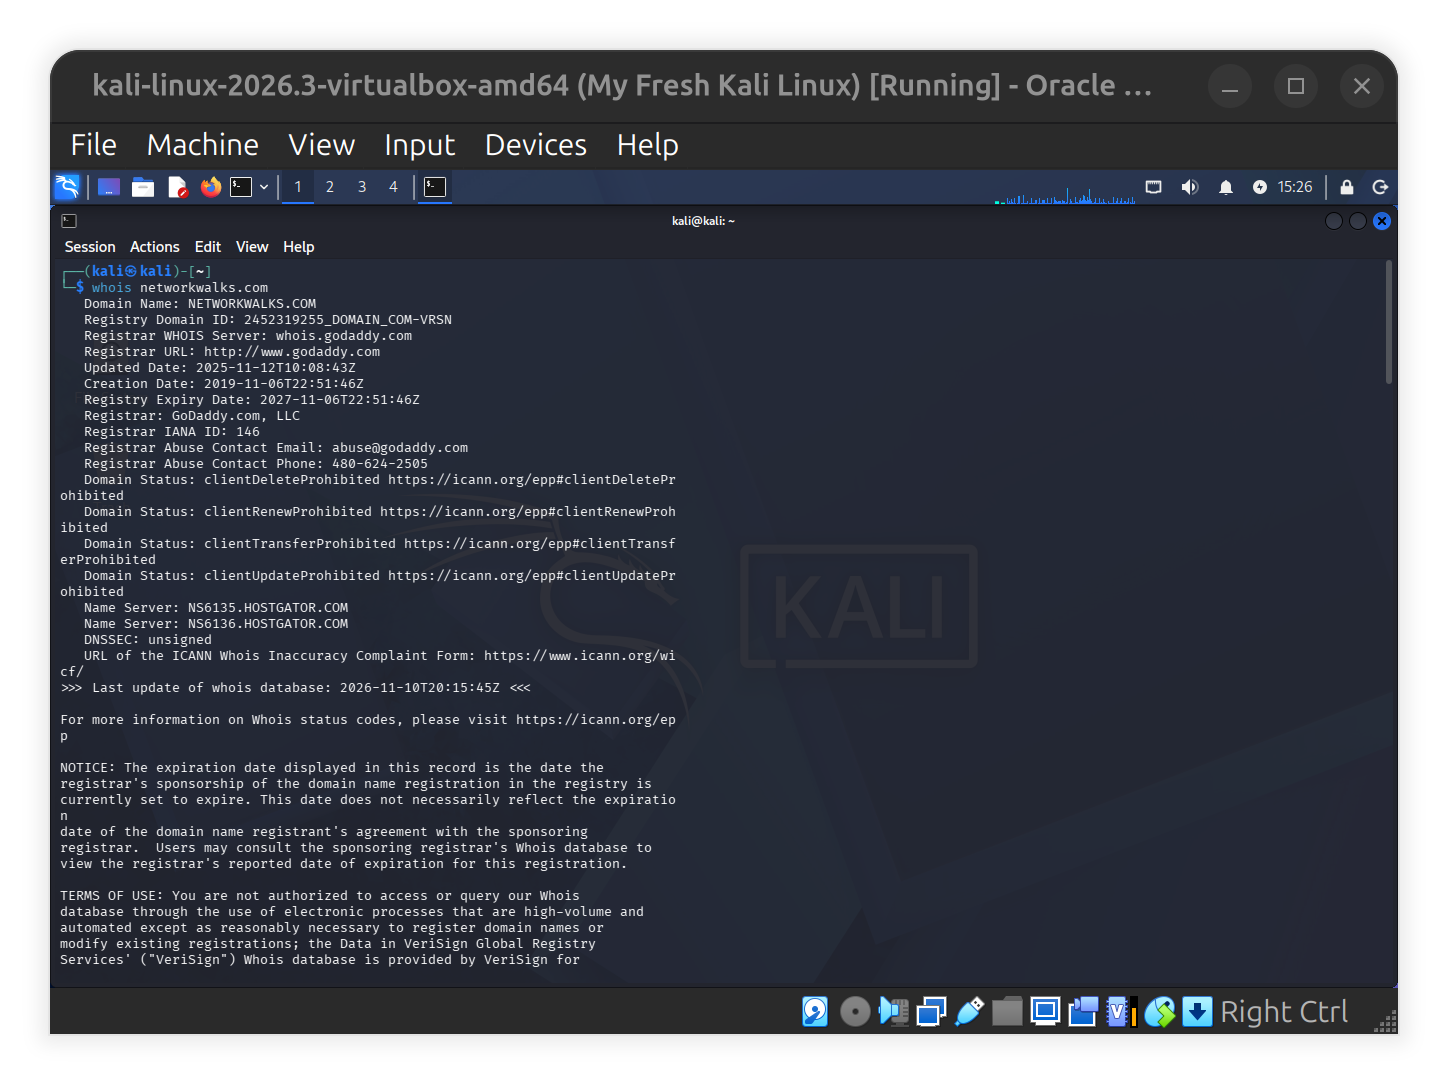 kali-linux-2026.3-virtualbox-amd64 (My Fresh Kali Linux) [Running] - Oracle ...
File Machine View Input Devices Help
1 2 3 4 15:26
kali@kali: ~
Session Actions Edit View Help
┌──(kali㉿kali)-[~]
└─$ whois networkwalks.com
   Domain Name: NETWORKWALKS.COM
   Registry Domain ID: 2452319255_DOMAIN_COM-VRSN
   Registrar WHOIS Server: whois.godaddy.com
   Registrar URL: http://www.godaddy.com
   Updated Date: 2025-11-12T10:08:43Z
   Creation Date: 2019-11-06T22:51:46Z
   Registry Expiry Date: 2027-11-06T22:51:46Z
   Registrar: GoDaddy.com, LLC
   Registrar IANA ID: 146
   Registrar Abuse Contact Email: abuse@godaddy.com
   Registrar Abuse Contact Phone: 480-624-2505
   Domain Status: clientDeleteProhibited https://icann.org/epp#clientDeletePr
ohibited
   Domain Status: clientRenewProhibited https://icann.org/epp#clientRenewProh
ibited
   Domain Status: clientTransferProhibited https://icann.org/epp#clientTransf
erProhibited
   Domain Status: clientUpdateProhibited https://icann.org/epp#clientUpdatePr
ohibited
   Name Server: NS6135.HOSTGATOR.COM
   Name Server: NS6136.HOSTGATOR.COM
   DNSSEC: unsigned
   URL of the ICANN Whois Inaccuracy Complaint Form: https://www.icann.org/wi
cf/
>>> Last update of whois database: 2026-11-10T20:15:45Z <<<
For more information on Whois status codes, please visit https://icann.org/ep
p
NOTICE: The expiration date displayed in this record is the date the
registrar's sponsorship of the domain name registration in the registry is
currently set to expire. This date does not necessarily reflect the expiratio
n
date of the domain name registrant's agreement with the sponsoring
registrar.  Users may consult the sponsoring registrar's Whois database to
view the registrar's reported date of expiration for this registration.
TERMS OF USE: You are not authorized to access or query our Whois
database through the use of electronic processes that are high-volume and
automated except as reasonably necessary to register domain names or
modify existing registrations; the Data in VeriSign Global Registry
Services' ("VeriSign") Whois database is provided by VeriSign for
KALI
Right Ctrl